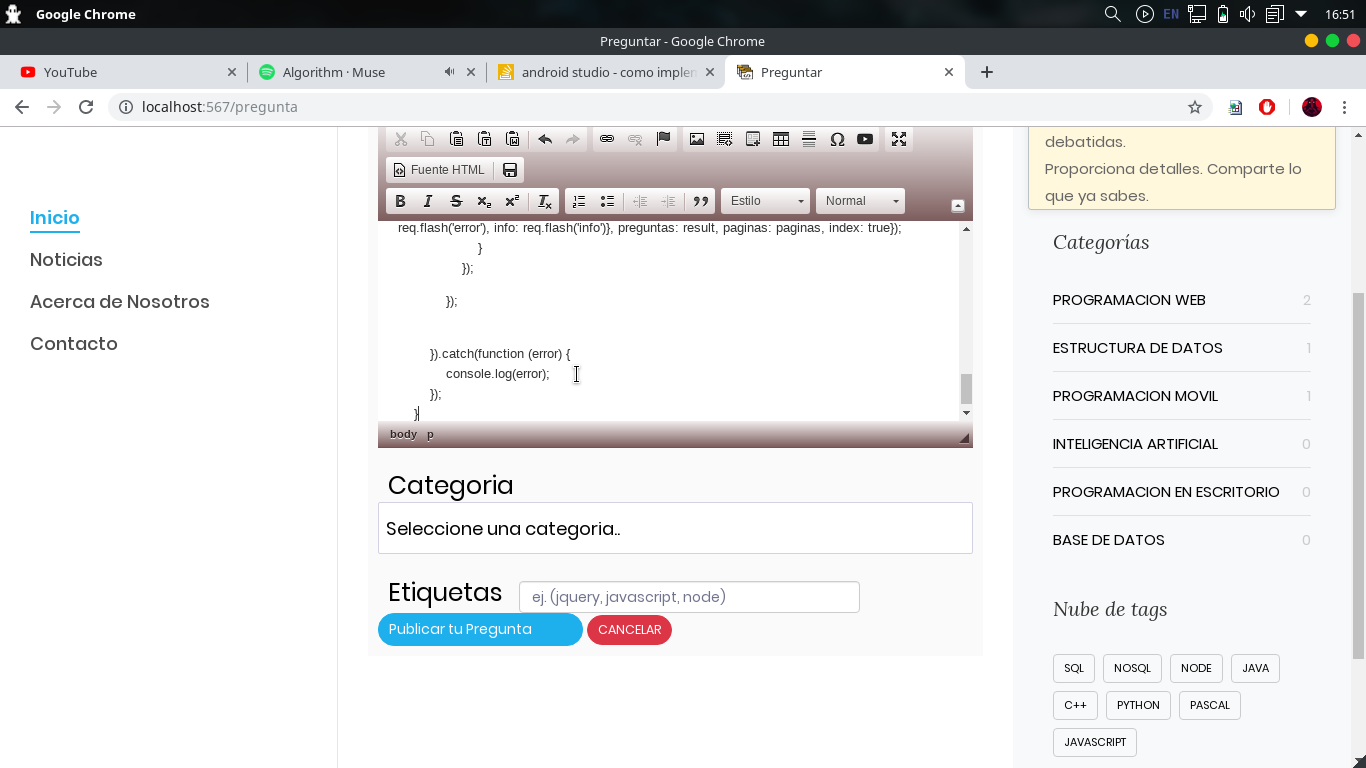 Google Chrome
EN
16:51
Preguntar - Google Chrome
YouTube
Algorithm · Muse
android studio - como implen
Preguntar
localhost:567/pregunta
Inicio
Noticias
Acerca de Nosotros
Contacto
Fuente HTML
B I S x₂ x² Tx
Estilo
Normal
req.flash('error'), info: req.flash('info')}, preguntas: result, paginas: paginas, index: true});
}
});
});
}).catch(function (error) {
console.log(error);
});
}
body p
Categoria
Seleccione una categoria..
Etiquetas
ej. (jquery, javascript, node)
Publicar tu Pregunta
CANCELAR
debatidas.
Proporciona detalles. Comparte lo
que ya sabes.
Categorías
PROGRAMACION WEB 2
ESTRUCTURA DE DATOS 1
PROGRAMACION MOVIL 1
INTELIGENCIA ARTIFICIAL 0
PROGRAMACION EN ESCRITORIO 0
BASE DE DATOS 0
Nube de tags
SQL NOSQL NODE JAVA
C++ PYTHON PASCAL
JAVASCRIPT